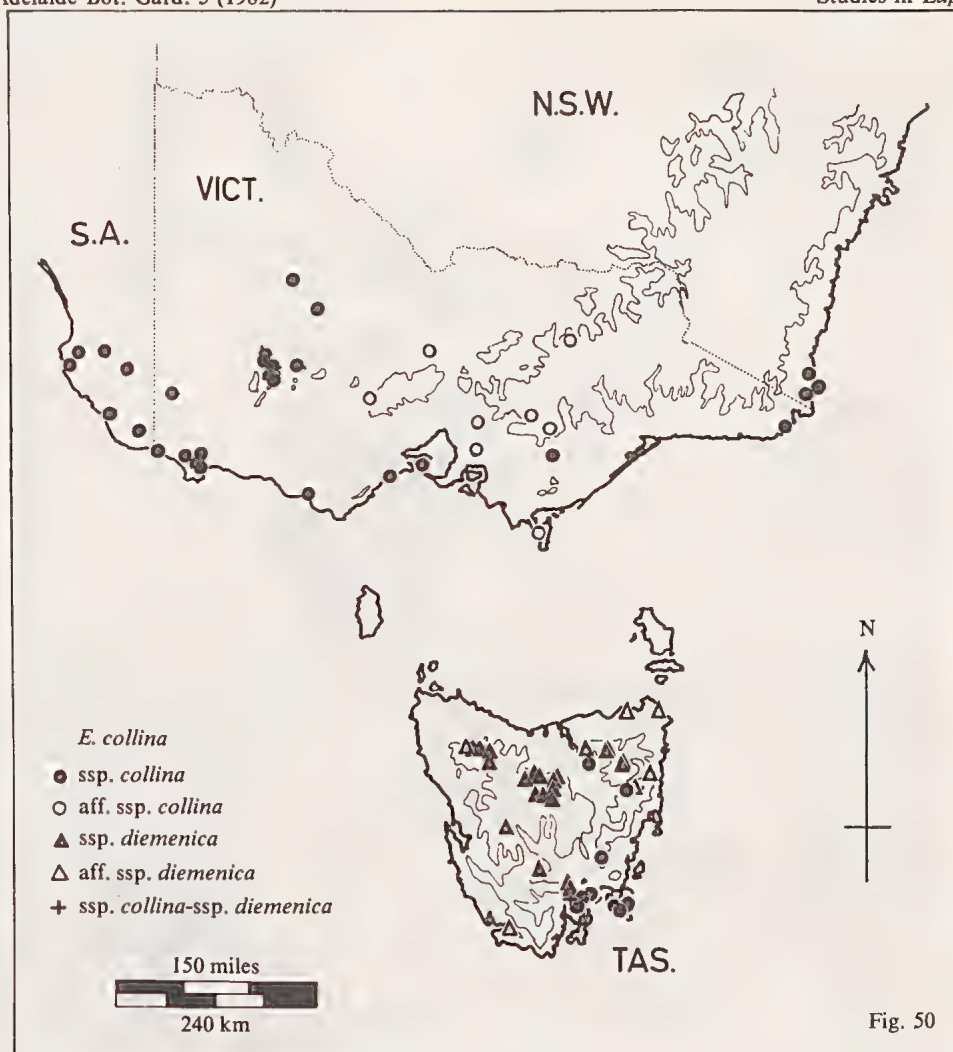 Adelaide Bot. Gard. 5 (1982)
Studies in
N.S.W.
VICT.
S.A.
N
E. collina
ssp. collina
aff. ssp. collina
ssp. diemenica
aff. ssp. diemenica
ssp. collina-ssp. diemenica
TAS.
150 miles
240 km
Fig. 50